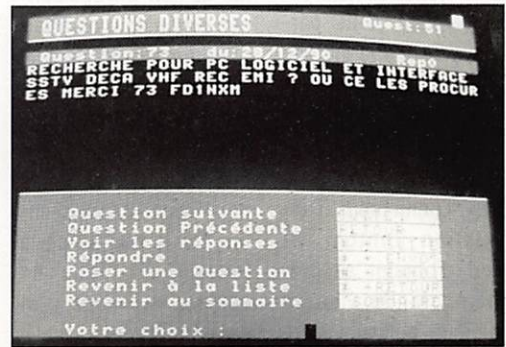 QUESTIONS DIVERSES Quest:51
Question:73 du:28/12/90 Rep0
RECHERCHE POUR PC LOGICIEL ET INTERFACE
SSTV DECA VHF REC EMI ? OU CE LES PROCUR
ES MERCI 73 FD1NXM
Question suivante
Question Précédente
Voir les réponses
Répondre
Poser une Question
Revenir à la liste
Revenir au sommaire SOMMAIRE
Votre choix :